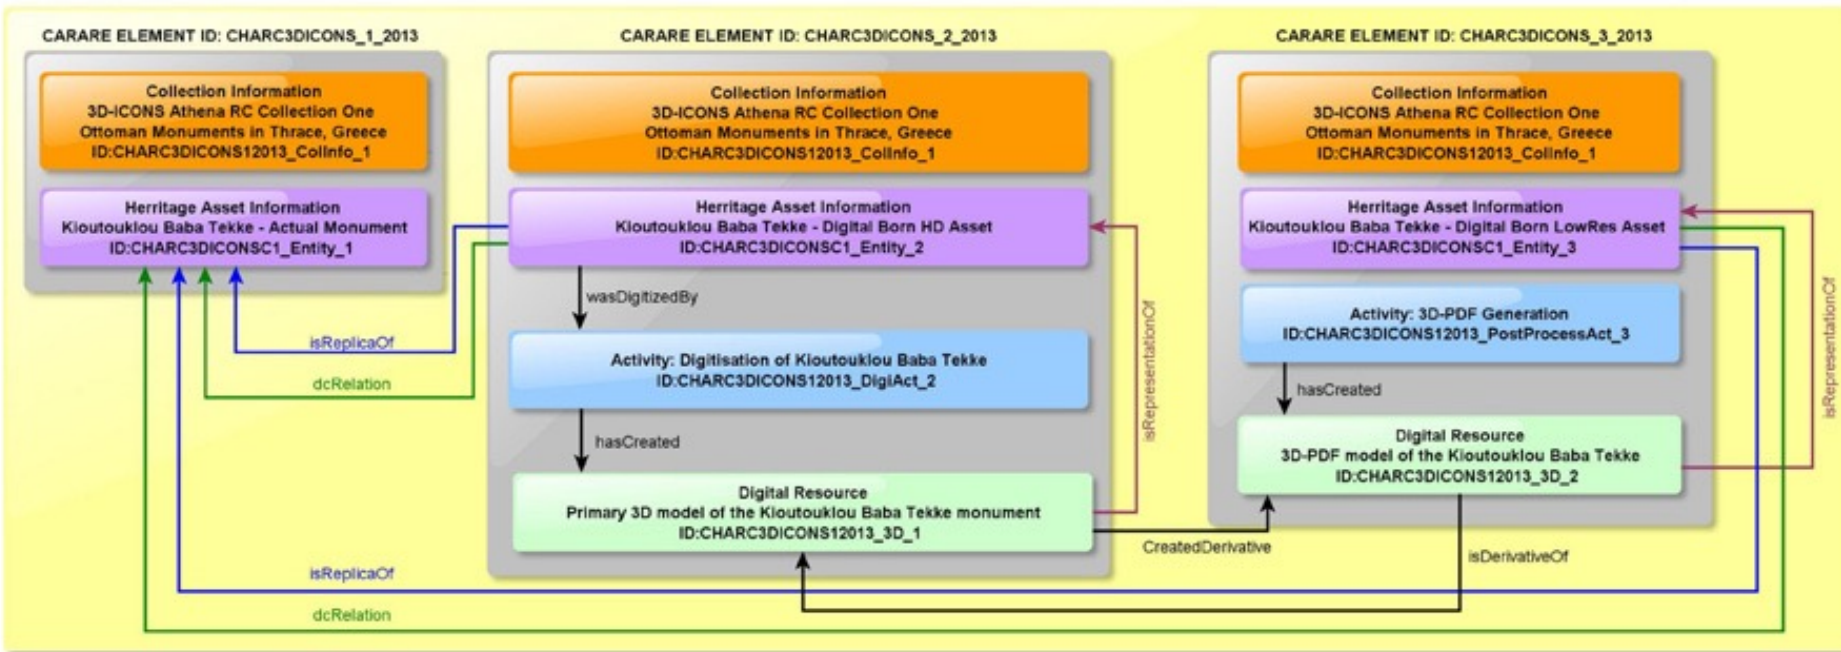 CARARE ELEMENT ID: CHARC3DICONS_1_2013
Collection Information
3D-ICONS Athena RC Collection One
Ottoman Monuments in Thrace, Greece
ID:CHARC3DICONS12013_ColInfo_1
Herritage Asset Information
Kioutouklou Baba Tekke - Actual Monument
ID:CHARC3DICONSC1_Entity_1
CARARE ELEMENT ID: CHARC3DICONS_2_2013
Collection Information
3D-ICONS Athena RC Collection One
Ottoman Monuments in Thrace, Greece
ID:CHARC3DICONS12013_ColInfo_1
Herritage Asset Information
Kioutouklou Baba Tekke - Digital Born HD Asset
ID:CHARC3DICONSC1_Entity_2
wasDigitizedBy
Activity: Digitisation of Kioutouklou Baba Tekke
ID:CHARC3DICONS12013_DigiAct_2
hasCreated
Digital Resource
Primary 3D model of the Kioutouklou Baba Tekke monument
ID:CHARC3DICONS12013_3D_1
isRepresentationOf
CARARE ELEMENT ID: CHARC3DICONS_3_2013
Collection Information
3D-ICONS Athena RC Collection One
Ottoman Monuments in Thrace, Greece
ID:CHARC3DICONS12013_ColInfo_1
Herritage Asset Information
Kioutouklou Baba Tekke - Digital Born LowRes Asset
ID:CHARC3DICONSC1_Entity_3
Activity: 3D-PDF Generation
ID:CHARC3DICONS12013_PostProcessAct_3
hasCreated
Digital Resource
3D-PDF model of the Kioutouklou Baba Tekke
ID:CHARC3DICONS12013_3D_2
isRepresentationOf
isReplicaOf
dcRelation
CreatedDerivative
isDerivativeOf
isReplicaOf
dcRelation